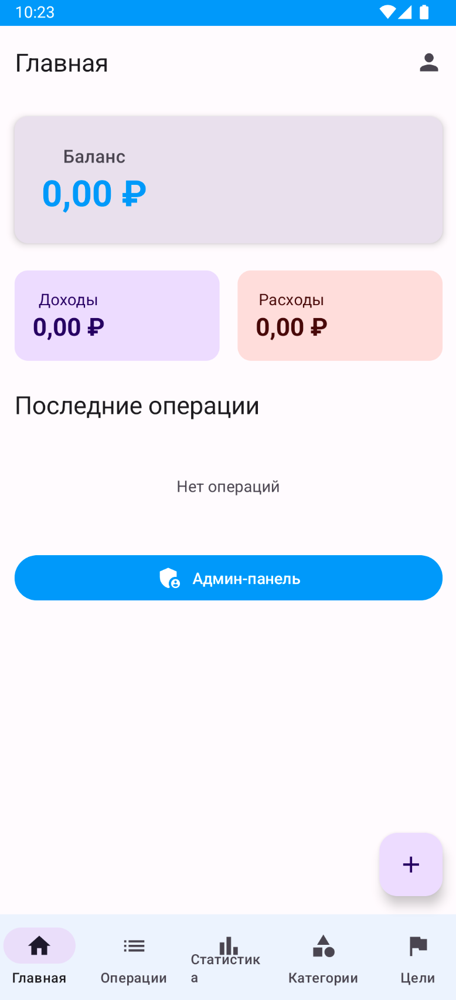 10:23
Главная
Баланс
0,00 ₽
Доходы
0,00 ₽
Расходы
0,00 ₽
Последние операции
Нет операций
Админ-панель
+
Главная
Операции
Статистик
а
Категории
Цели